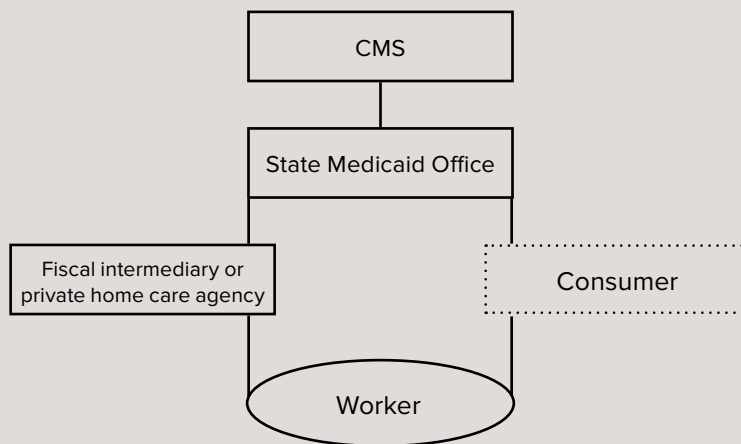 CMS
State Medicaid Office
Fiscal intermediary or
private home care agency
Consumer
Worker